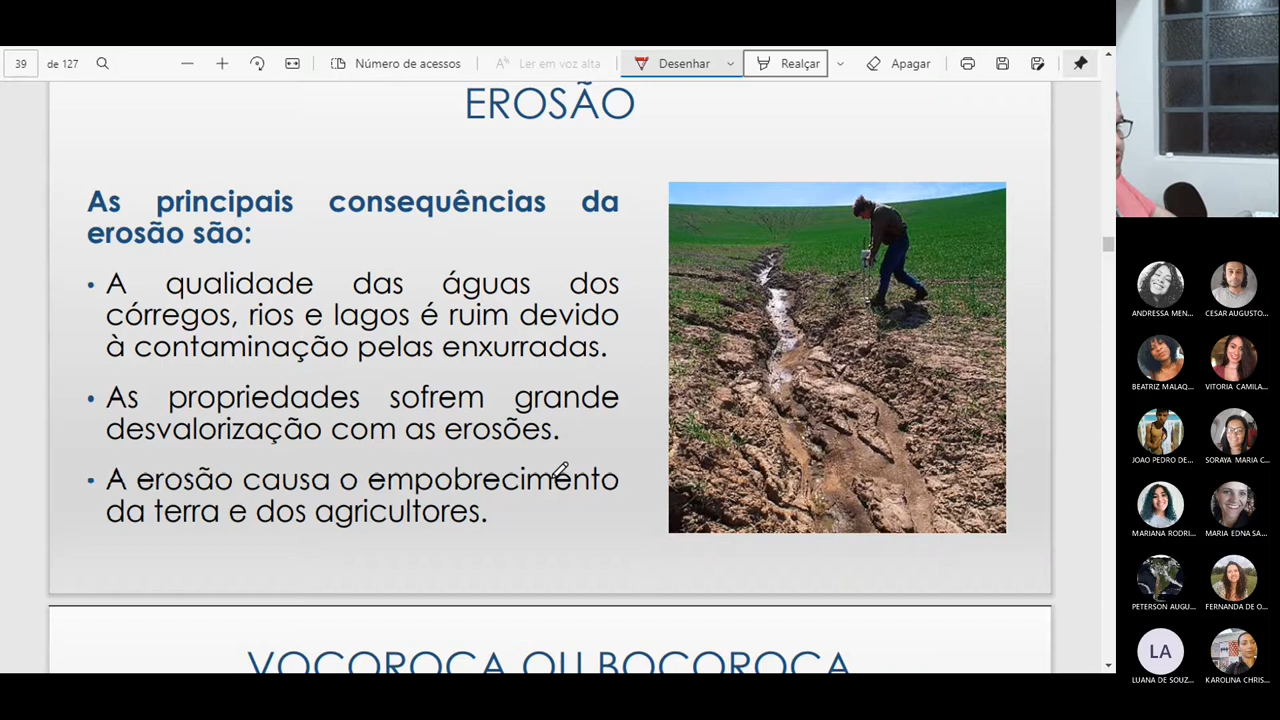 39
de 127
Número de acessos
Ler em voz alta
Desenhar
Realçar
Apagar
EROSÃO
As principais consequências da
erosão são:
• A qualidade das águas dos
córregos, rios e lagos é ruim devido
à contaminação pelas enxurradas.
• As propriedades sofrem grande
desvalorização com as erosões.
• A erosão causa o empobrecimento
da terra e dos agricultores.
VOÇOROCA OU BOÇOROCA
ANDRESSA MEN...
CESAR AUGUSTO...
BEATRIZ MALAQ...
VITORIA CAMILA...
JOAO PEDRO DE...
SORAYA MARIA C...
MARIANA RODRI...
MARIA EDNA SA...
PETERSON AUGU...
FERNANDA DE O...
LA
LUANA DE SOUZ...
KAROLINA CHRIS...